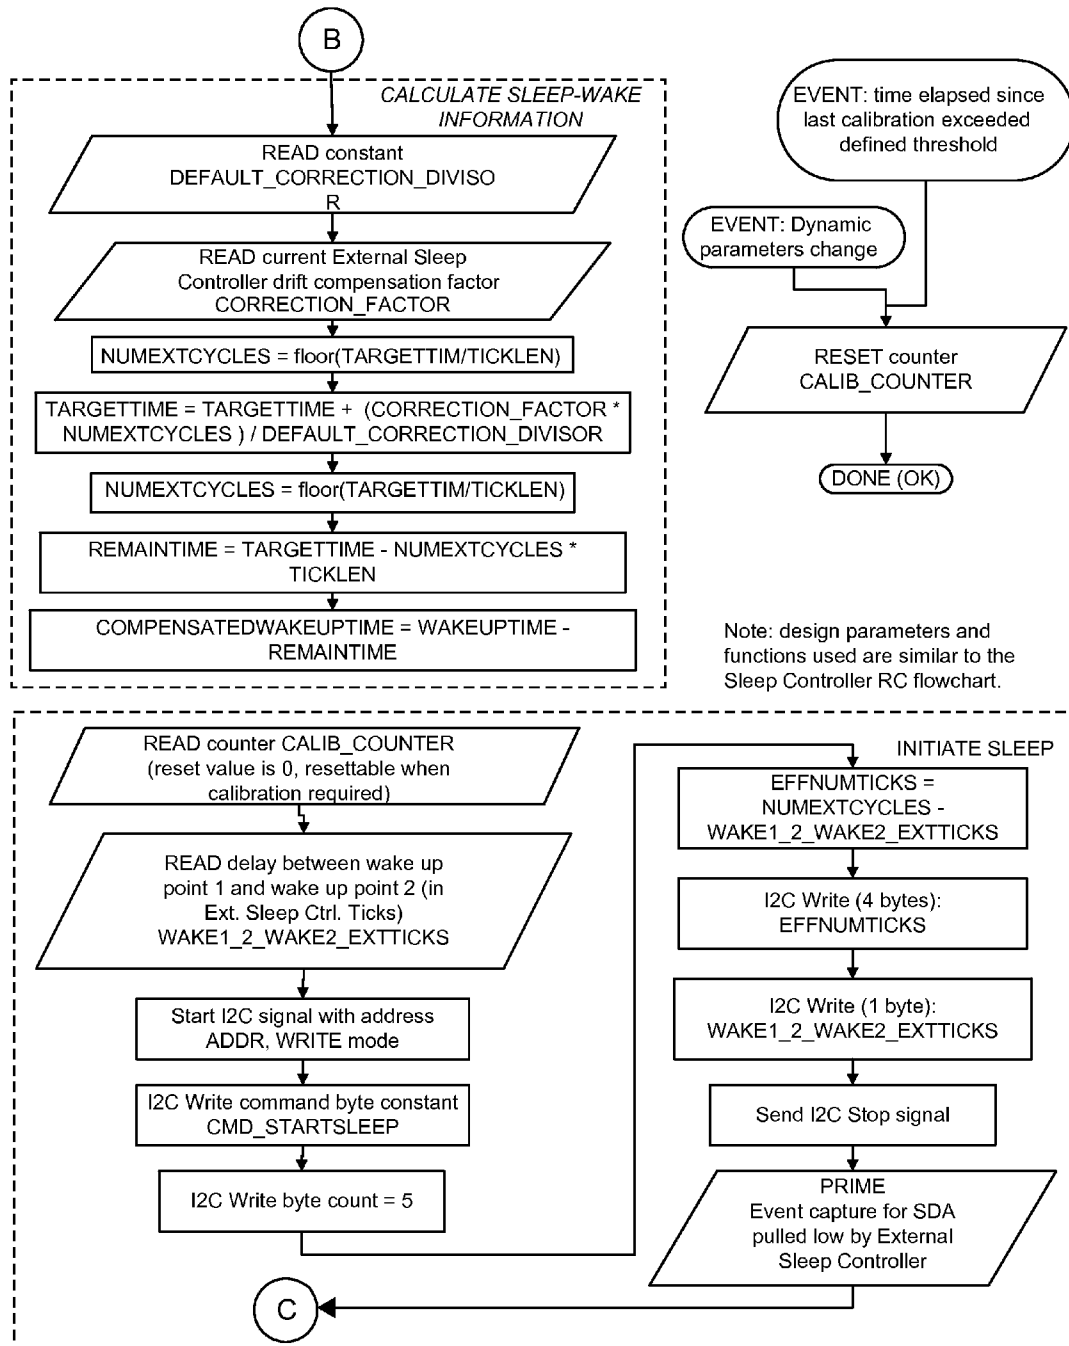 B
CALCULATE SLEEP-WAKE
INFORMATION
READ constant
DEFAULT_CORRECTION_DIVISO
R
READ current External Sleep
Controller drift compensation factor
CORRECTION_FACTOR
NUMEXTCYCLES = floor(TARGETTIM/TICKLEN)
TARGETTIME = TARGETTIME + (CORRECTION_FACTOR *
NUMEXTCYCLES ) / DEFAULT_CORRECTION_DIVISOR
NUMEXTCYCLES = floor(TARGETTIM/TICKLEN)
REMAINTIME = TARGETTIME - NUMEXTCYCLES *
TICKLEN
COMPENSATEDWAKEUPTIME = WAKEUPTIME -
REMAINTIME
EVENT: time elapsed since
last calibration exceeded
defined threshold
EVENT: Dynamic
parameters change
RESET counter
CALIB_COUNTER
DONE (OK)
Note: design parameters and
functions used are similar to the
Sleep Controller RC flowchart.
READ counter CALIB_COUNTER
(reset value is 0, resettable when
calibration required)
READ delay between wake up
point 1 and wake up point 2 (in
Ext. Sleep Ctrl. Ticks)
WAKE1_2_WAKE2_EXTTICKS
Start I2C signal with address
ADDR, WRITE mode
I2C Write command byte constant
CMD_STARTSLEEP
I2C Write byte count = 5
INITIATE SLEEP
EFFNUMTICKS =
NUMEXTCYCLES -
WAKE1_2_WAKE2_EXTTICKS
I2C Write (4 bytes):
EFFNUMTICKS
I2C Write (1 byte):
WAKE1_2_WAKE2_EXTTICKS
Send I2C Stop signal
PRIME
Event capture for SDA
pulled low by External
Sleep Controller
C